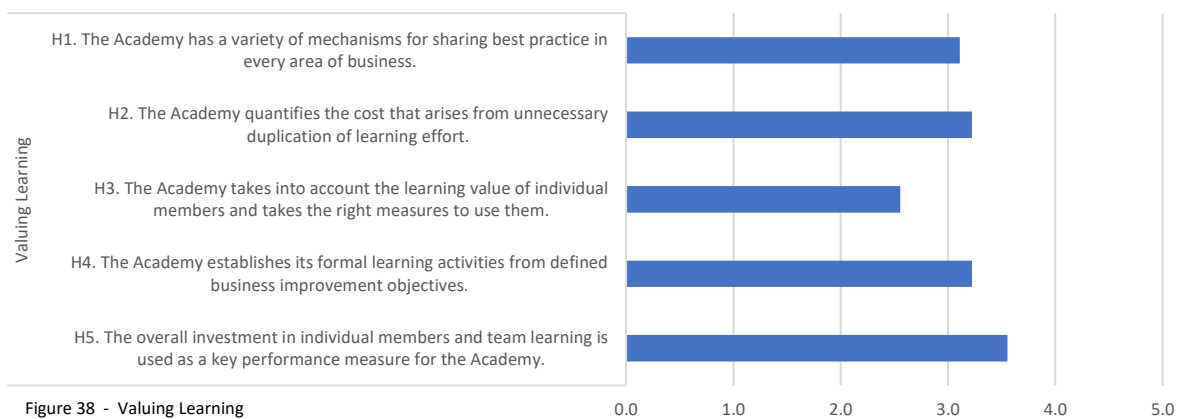 H1. The Academy has a variety of mechanisms for sharing best practice in
every area of business.
H2. The Academy quantifies the cost that arises from unnecessary
duplication of learning effort.
Valuing Learning
H3. The Academy takes into account the learning value of individual
members and takes the right measures to use them.
H4. The Academy establishes its formal learning activities from defined
business improvement objectives.
H5. The overall investment in individual members and team learning is
used as a key performance measure for the Academy.
0.0 1.0 2.0 3.0 4.0 5.0
Figure 38 - Valuing Learning